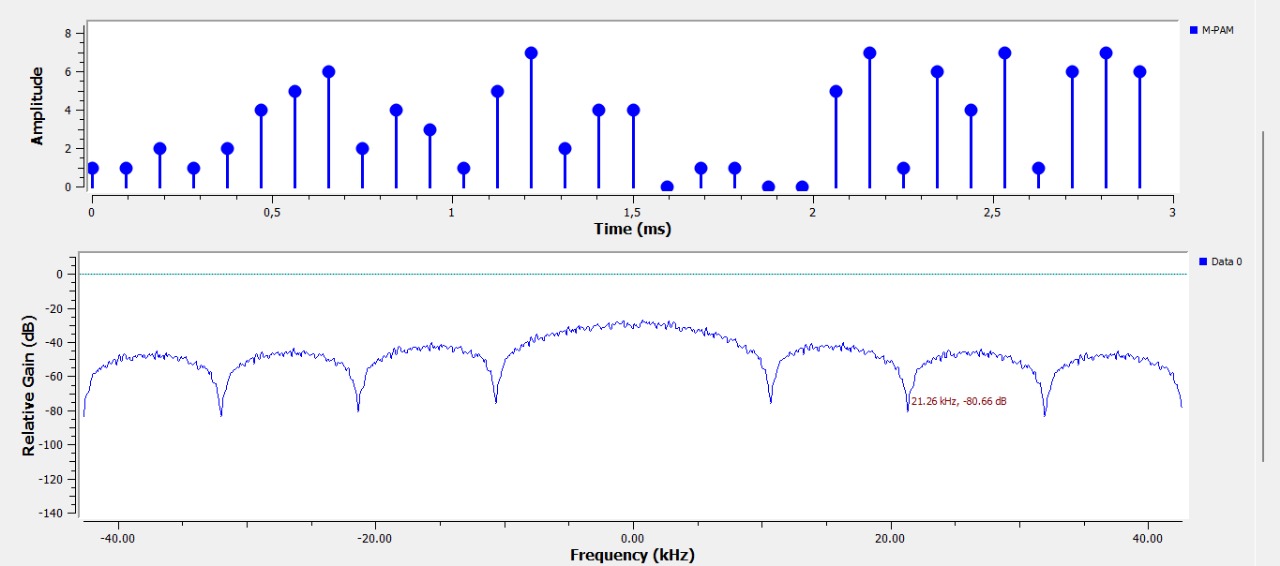 8
6
4
2
0
Amplitude
0 0,5 1 1,5 2 2,5 3
Time (ms)
M-PAM
0
-20
-40
-60
-80
-100
-120
-140
Relative Gain (dB)
21.26 kHz, -80.66 dB
-40.00 -20.00 0.00 20.00 40.00
Frequency (kHz)
Data 0